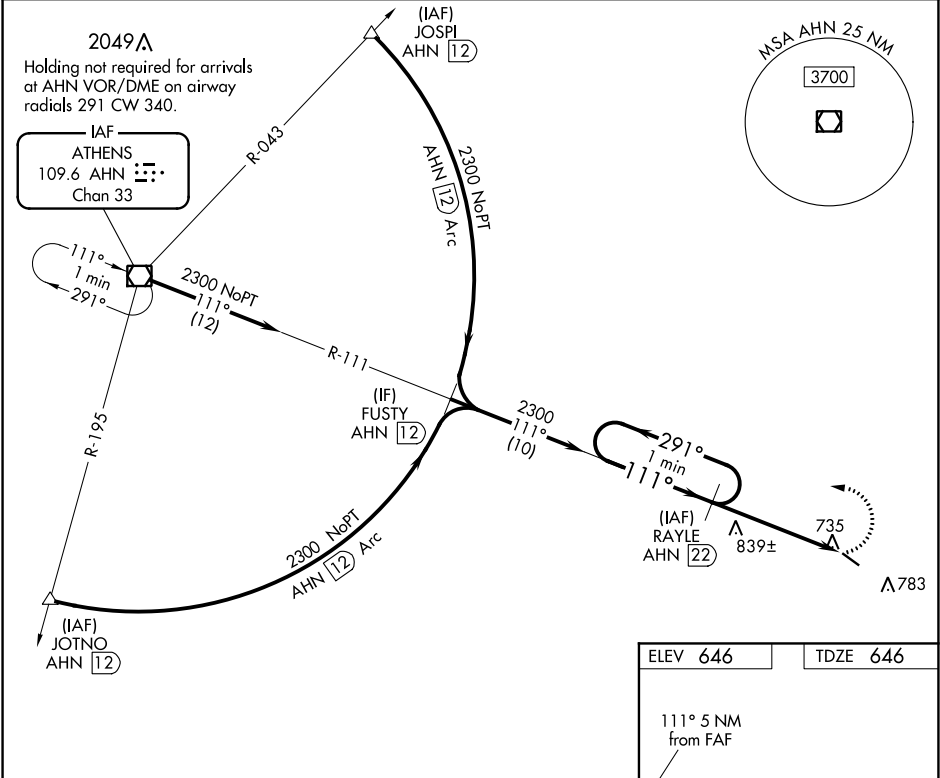 2049
Holding not required for arrivals
at AHN VOR/DME on airway
radials 291 CW 340.
IAF
ATHENS
109.6 AHN
Chan 33
(IAF)
JOSPI
AHN 12
MSA AHN 25 NM
3700
R-043
2300 NoPT
AHN 12 Arc
111°
1 min
291°
2300 NoPT
111°
(12)
R-111
R-195
(IF)
FUSTY
AHN 12
2300
111°
(10)
291°
1 min
111°
(IAF)
RAYLE
AHN 22
839±
735
783
2300 NoPT
AHN 12 Arc
(IAF)
JOTNO
AHN 12
ELEV 646
TDZE 646
111° 5 NM
from FAF